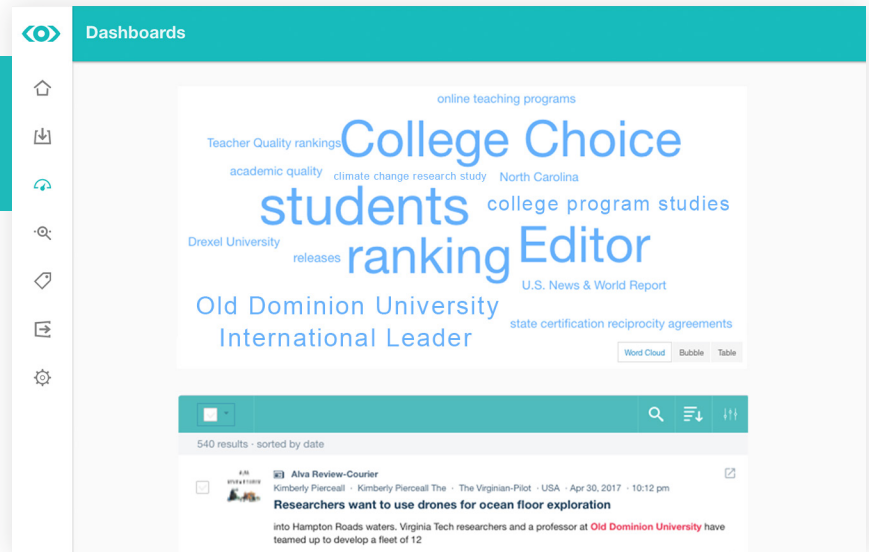 Dashboards
online teaching programs
Teacher Quality rankings College Choice
academic quality climate change research study North Carolina
students college program studies
Drexel University
releases ranking Editor
U.S. News & World Report
Old Dominion University
state certification reciprocity agreements
International Leader
Word Cloud Bubble Table
540 results · sorted by date
Alva Review-Courier
Kimberly Pierceall · Kimberly Pierceall The · The Virginian-Pilot · USA · Apr 30, 2017 · 10:12 pm
Researchers want to use drones for ocean floor exploration
into Hampton Roads waters. Virginia Tech researchers and a professor at Old Dominion University have
teamed up to develop a fleet of 12